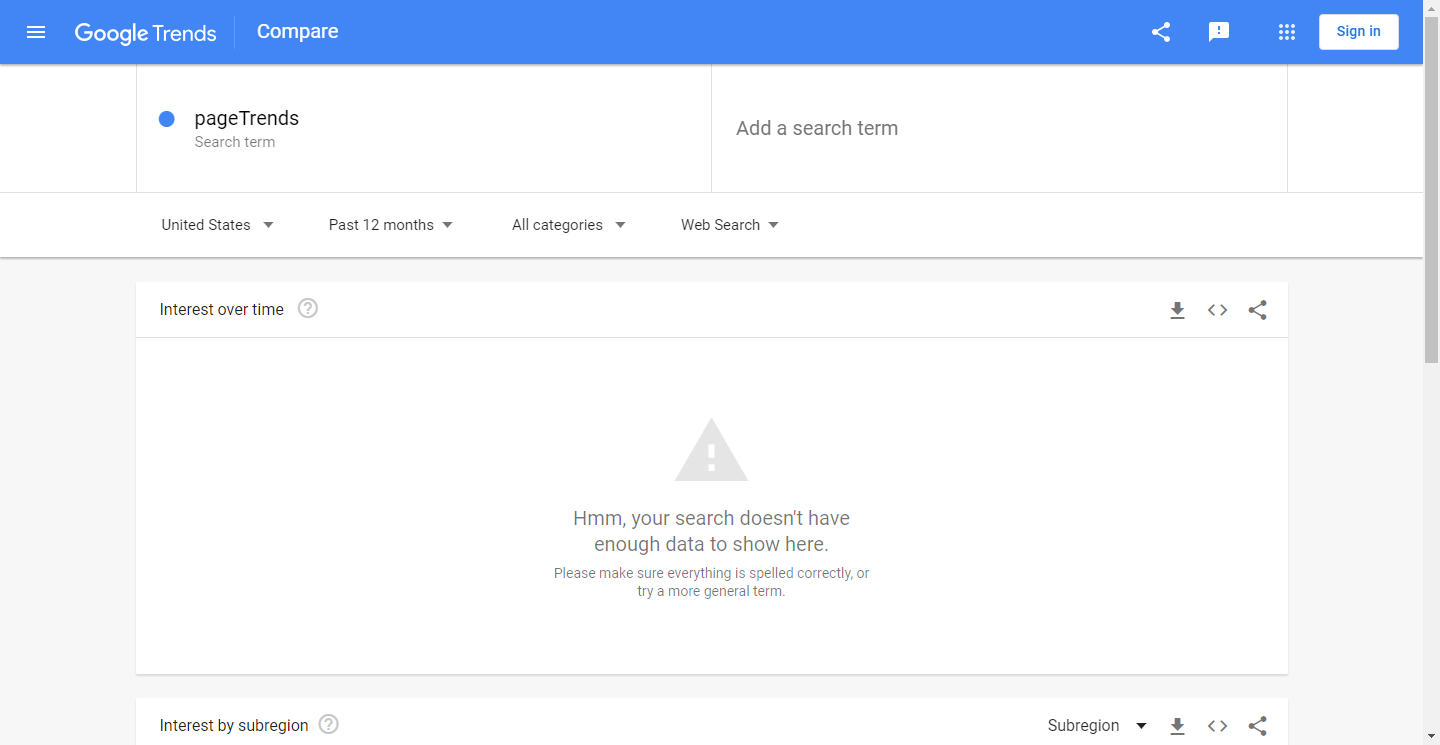 Google Trends Compare Sign in
pageTrends
Search term
Add a search term
United States Past 12 months All categories Web Search
Interest over time
Hmm, your search doesn't have
enough data to show here.
Please make sure everything is spelled correctly, or
try a more general term.
Interest by subregion Subregion